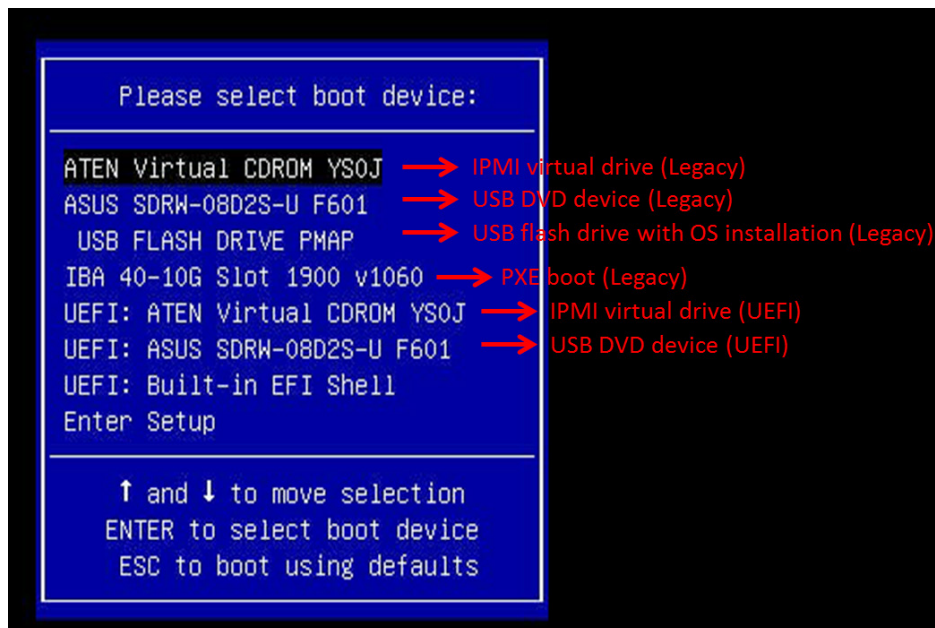 Please select boot device:
ATEN Virtual CDROM YS0J → IPMI virtual drive (Legacy)
ASUS SDRW-08D2S-U F601 → USB DVD device (Legacy)
USB FLASH DRIVE PMAP → USB flash drive with OS installation (Legacy)
IBA 40-10G Slot 1900 v1060 → PXE boot (Legacy)
UEFI: ATEN Virtual CDROM YS0J → IPMI virtual drive (UEFI)
UEFI: ASUS SDRW-08D2S-U F601 → USB DVD device (UEFI)
UEFI: Built-in EFI Shell
Enter Setup
↑ and ↓ to move selection
ENTER to select boot device
ESC to boot using defaults